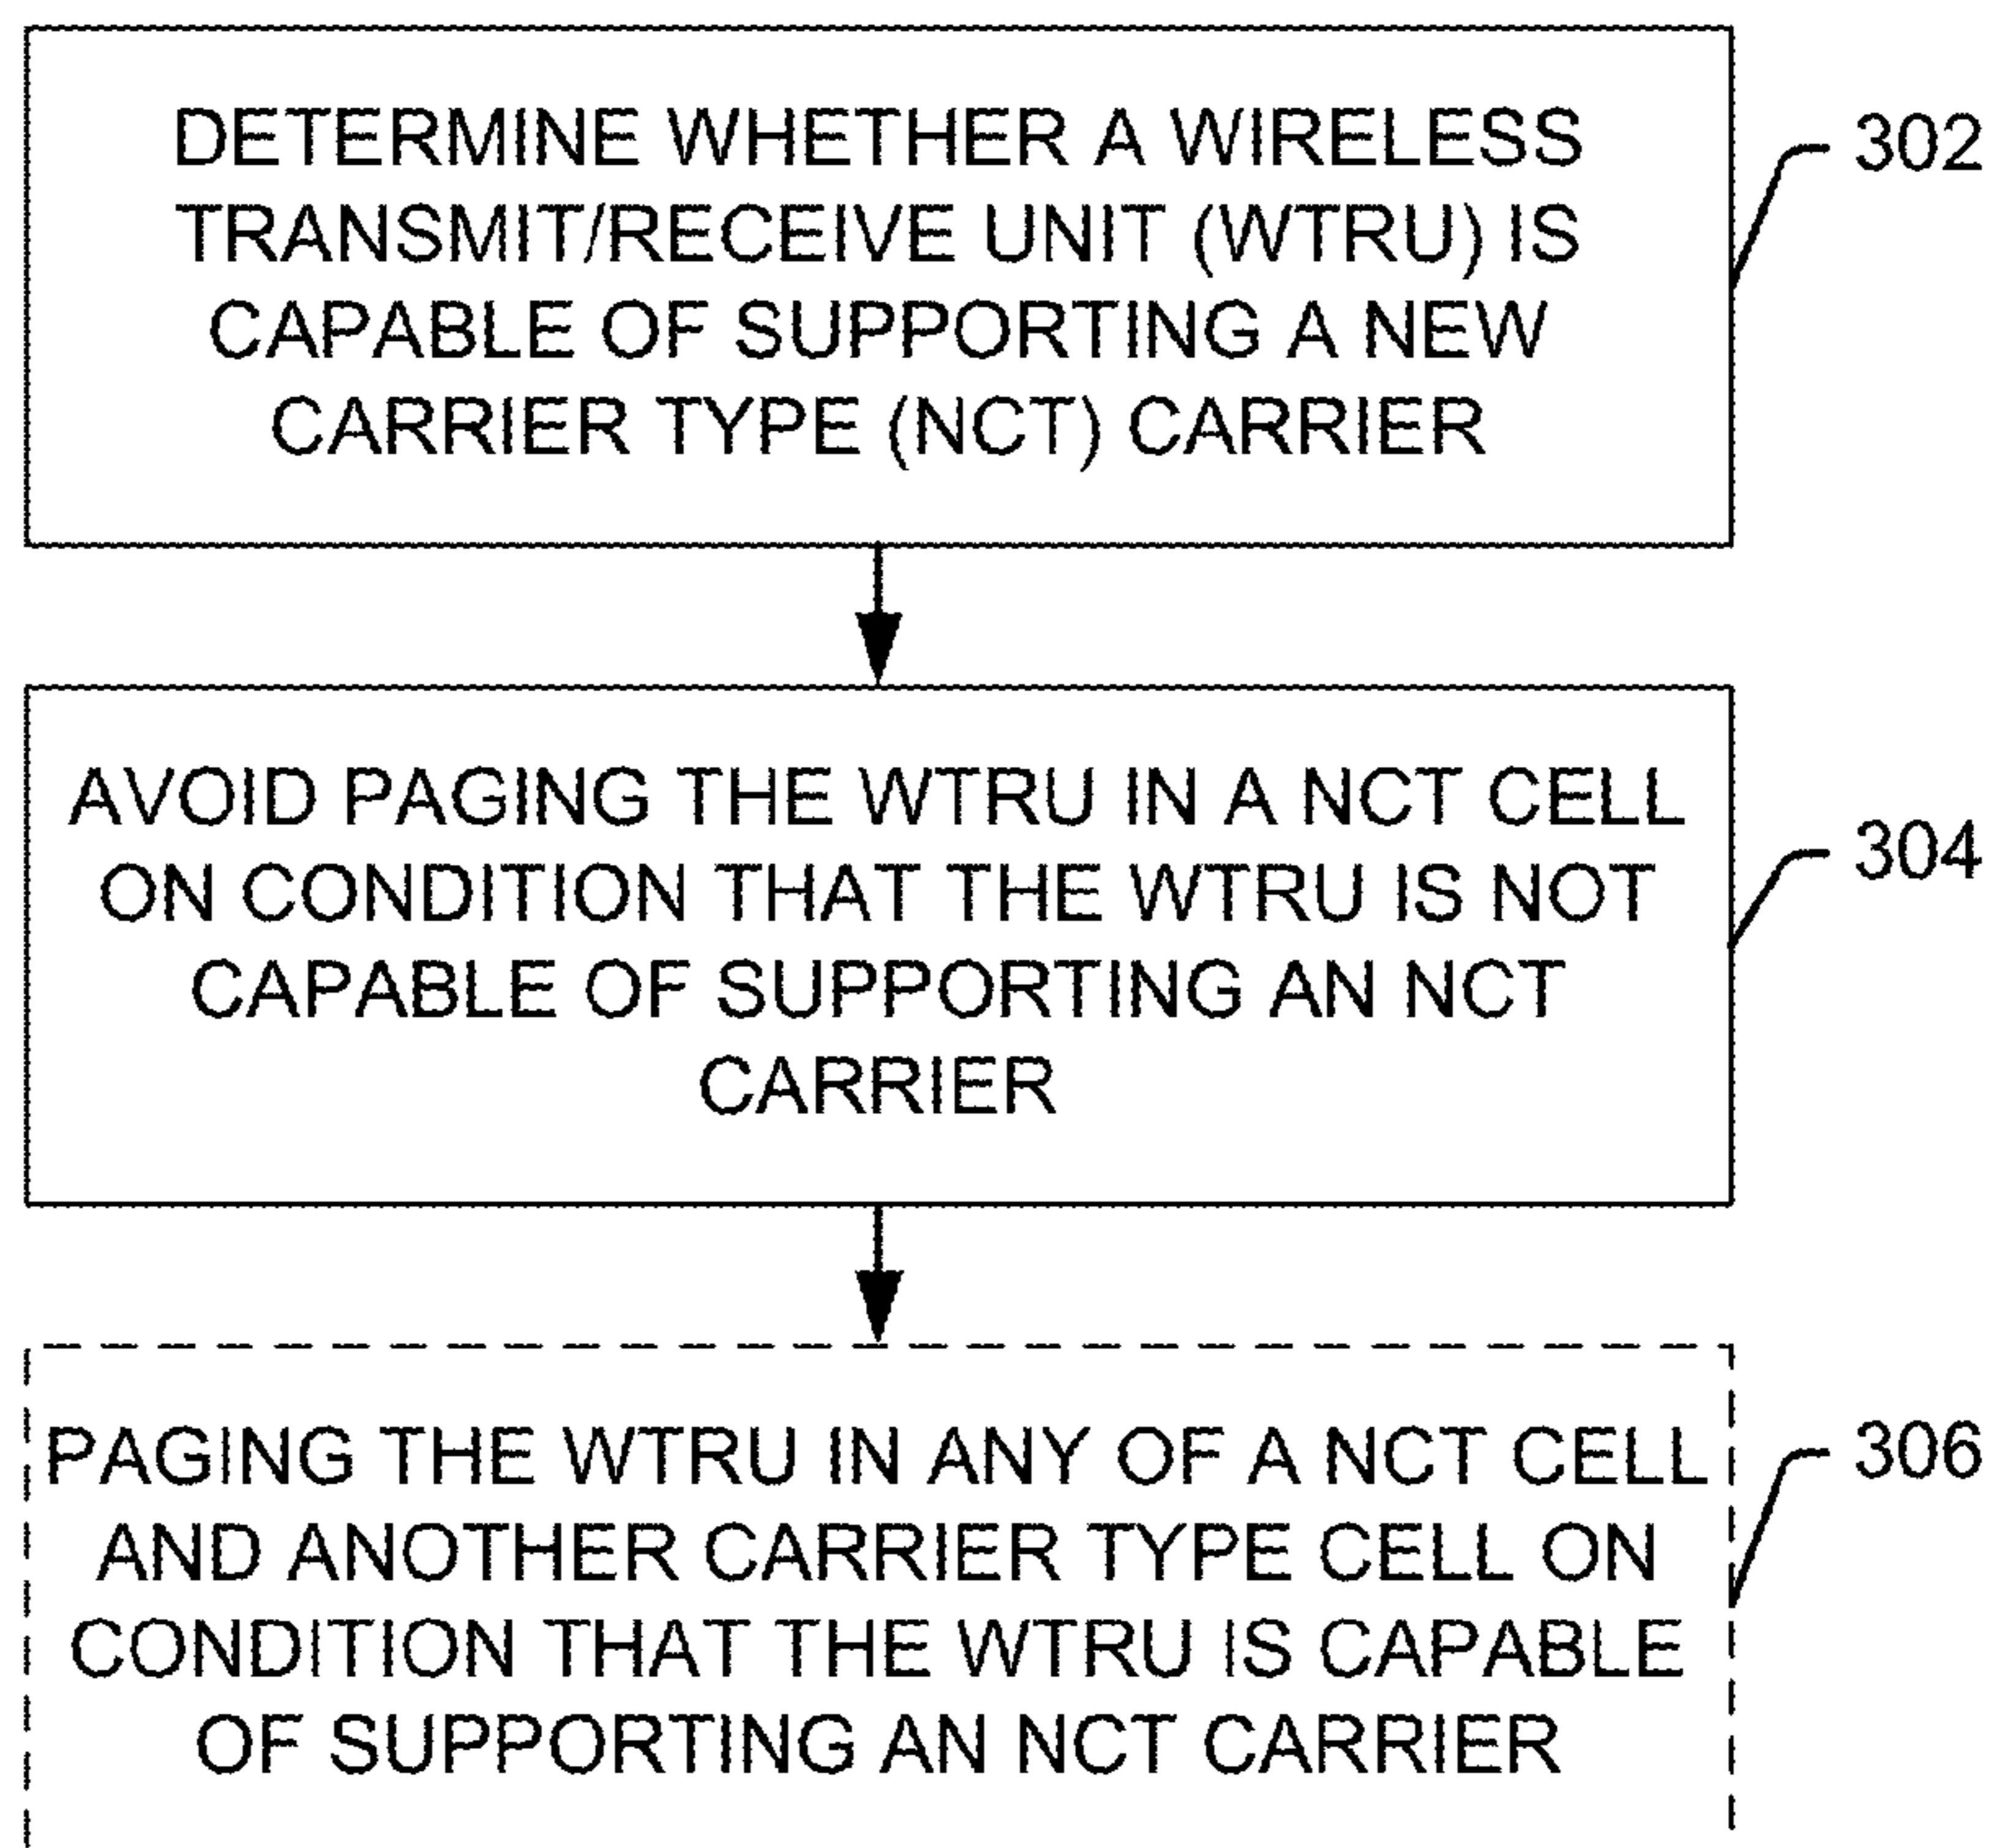 DETERMINE WHETHER A WIRELESS
TRANSMIT/RECEIVE UNIT (WTRU) IS
CAPABLE OF SUPPORTING A NEW
CARRIER TYPE (NCT) CARRIER
302
AVOID PAGING THE WTRU IN A NCT CELL
ON CONDITION THAT THE WTRU IS NOT
CAPABLE OF SUPPORTING AN NCT
CARRIER
304
PAGING THE WTRU IN ANY OF A NCT CELL
AND ANOTHER CARRIER TYPE CELL ON
CONDITION THAT THE WTRU IS CAPABLE
OF SUPPORTING AN NCT CARRIER
306